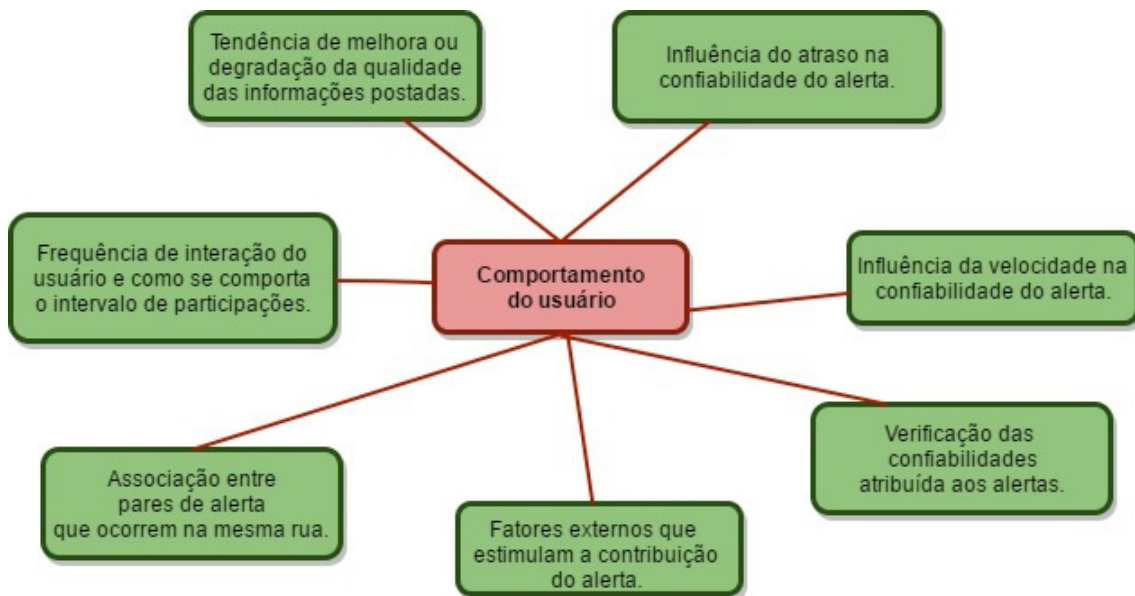 Tendência de melhora ou
degradação da qualidade
das informações postadas.
Influência do atraso na
confiabilidade do alerta.
Frequência de interação do
usuário e como se comporta
o intervalo de participações.
Comportamento
do usuário
Influência da velocidade na
confiabilidade do alerta.
Associação entre
pares de alerta
que ocorrem na mesma rua.
Fatores externos que
estimulam a contribuição
do alerta.
Verificação das
confiabilidades
atribuída aos alertas.